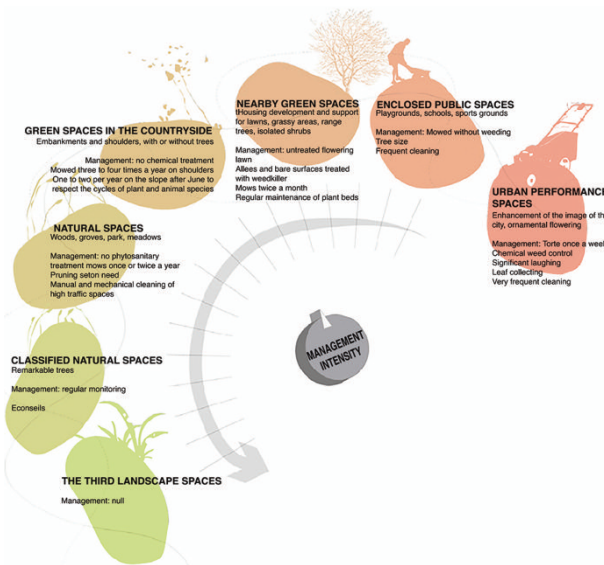 NEARBY GREEN SPACES
tHousing development and support
for lawns, grassy areas, range
trees, isolated shrubs
Management: untreated flowering
lawn
Allees and bare surfaces treated
with weedkiller
Mows twice a month
Regular maintenance of plant beds
ENCLOSED PUBLIC SPACES
Playgrounds, schools, sports grounds
Management: Mowed without weeding
Tree size
Frequent cleaning
GREEN SPACES IN THE COUNTRYSIDE
Embankments and shoulders, with or without trees
Management: no chemical treatment
Mowed three to four times a year on shoulders
One to two per year on the slope after June to
respect the cycles of plant and animal species
URBAN PERFORMANCE
SPACES
Enhancement of the image of the
city, ornamental flowering
Management: Torte once a week
Chemical weed control
Significant laughing
Leaf collecting
Very frequent cleaning
NATURAL SPACES
Woods, groves, park, meadows
Management: no phytosanitary
treatment mows once or twice a year
Pruning seton need
Manual and mechanical cleaning of
high traffic spaces
MANAGEMENT
INTENSITY
CLASSIFIED NATURAL SPACES
Remarkable trees
Management: regular monitoring
Econseils
THE THIRD LANDSCAPE SPACES
Management: null